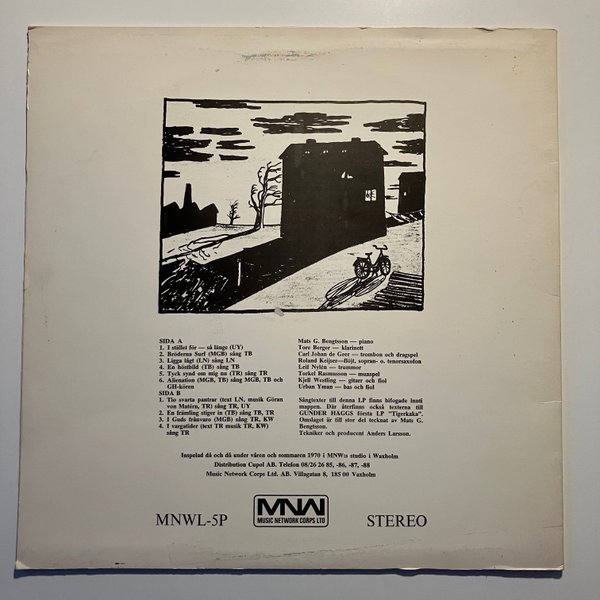 SIDA A
1. I stället för — så länge (UY)
2. Bröderna Surf (MGB) sång TB
3. Ligga lågt (LN) sång LN
4. En höstbild (TB) sång TB
5. Tyck synd om mig nu (TR) sång TR
6. Alienation (MGB, TB) sång MGB, TB och
GH-kören
SIDA B
1. Tio svarta pantrar (text LN, musik Göran
von Matérn, TR) sång TR, UY
2. En främling stiger in (TB) sång TB, TR
3. I Guds frånvaro (MGB) sång TR, KW
4. I vargatider (text TR musik TR, KW)
sång TR
Mats G. Bengtsson — piano
Tore Berger — klarinett
Carl Johan de Geer — trombon och dragspel
Roland Keijser—flöjt, sopran- o. tenorsaxofon
Leif Nylén — trummor
Torkel Rasmusson — munspel
Kjell Westling — gitarr och fiol
Urban Yman — bas och fiol
Sångtexter till denna LP finns bifogade inuti
mappen. Där återfinns också texterna till
GUNDER HÄGGS första LP "Tigerkaka".
Omslaget är till stor del tecknat av Mats G.
Bengtsson.
Tekniker och producent Anders Larsson.
Inspelad då och då under våren och sommaren 1970 i MNW:s studio i Waxholm
Distribution Cupol AB. Telefon 08/26 26 85, -86, -87, -88
Music Network Corps Ltd. AB. Villagatan 8, 185 00 Vaxholm
MNWL-5P
MNW
MUSIC NETWORK CORPS LTD
STEREO